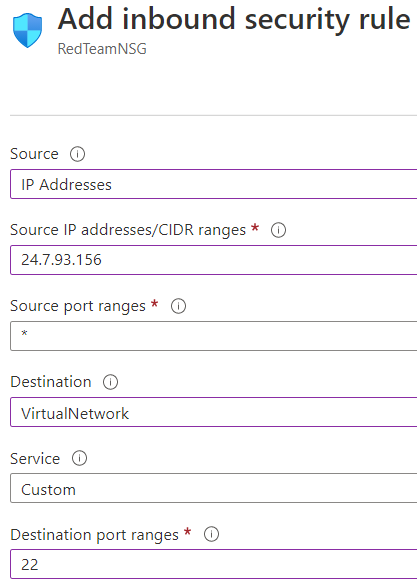 Add inbound security rule
RedTeamNSG
Source
IP Addresses
Source IP addresses/CIDR ranges *
24.7.93.156
Source port ranges *
*
Destination
VirtualNetwork
Service
Custom
Destination port ranges *
22